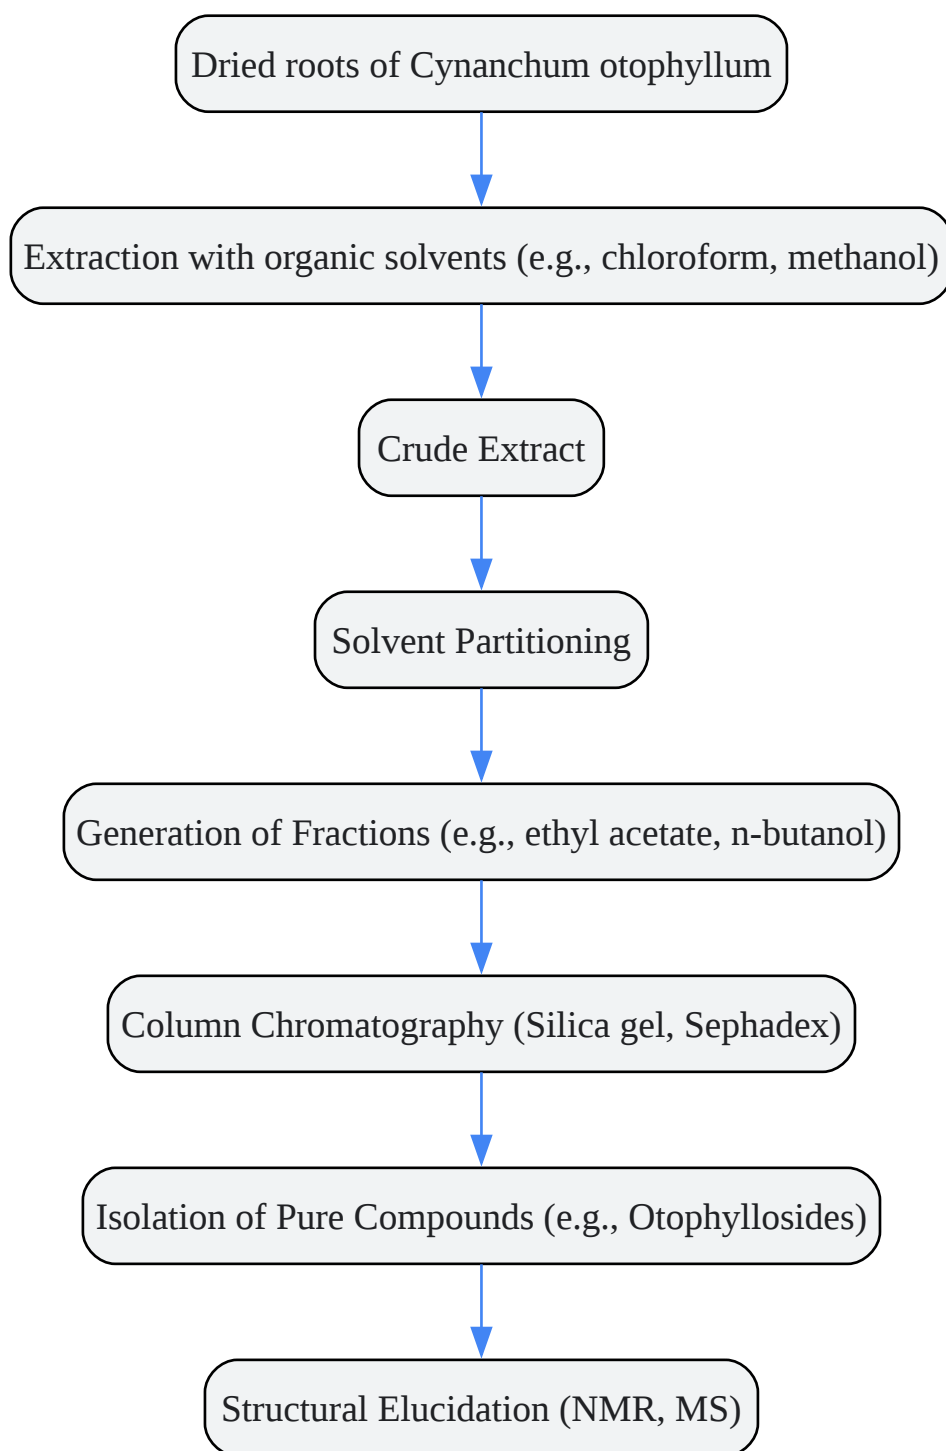 Dried roots of Cynanchum otophyllum
Extraction with organic solvents (e.g., chloroform, methanol)
Crude Extract
Solvent Partitioning
Generation of Fractions (e.g., ethyl acetate, n-butanol)
Column Chromatography (Silica gel, Sephadex)
Isolation of Pure Compounds (e.g., Otophyllosides)
Structural Elucidation (NMR, MS)